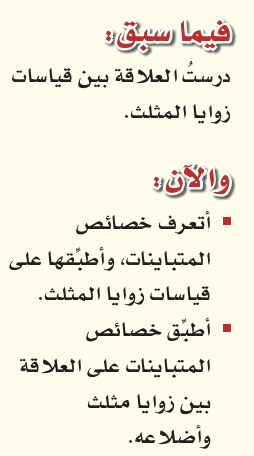 فيما سبق:
درستُ العلاقة بين قياسات
زوايا المثلث.
والآن:
أتعرف خصائص
المتباينات، وأطبِّقها على
قياسات زوايا المثلث.
أطبِّق خصائص
المتباينات على العلاقة
بين زوايا مثلث
وأضلاعه.